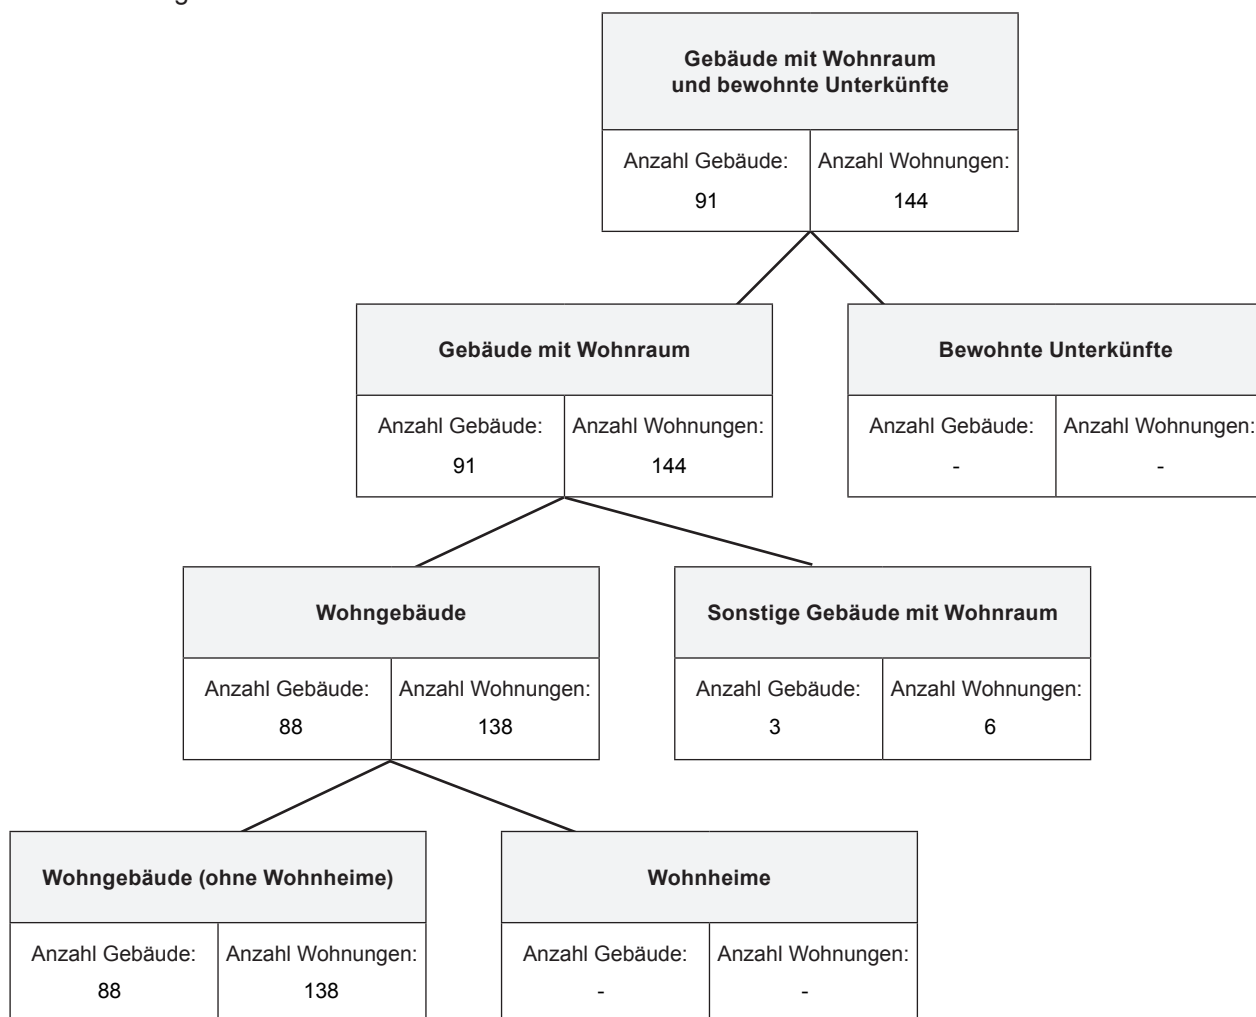 Gebäude mit Wohnraum
und bewohnte Unterkünfte
Anzahl Gebäude: Anzahl Wohnungen:
91 144
Gebäude mit Wohnraum
Bewohnte Unterkünfte
Anzahl Gebäude: Anzahl Wohnungen:
91 144
Anzahl Gebäude: Anzahl Wohnungen:
- -
Wohngebäude
Sonstige Gebäude mit Wohnraum
Anzahl Gebäude: Anzahl Wohnungen:
88 138
Anzahl Gebäude: Anzahl Wohnungen:
3 6
Wohngebäude (ohne Wohnheime)
Wohnheime
Anzahl Gebäude: Anzahl Wohnungen:
88 138
Anzahl Gebäude: Anzahl Wohnungen:
- -